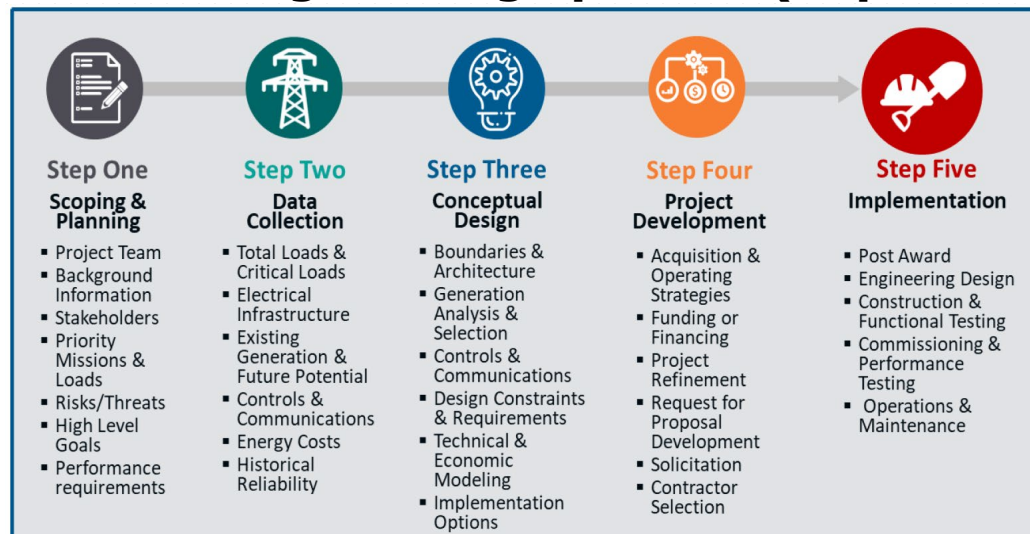 Step One
Scoping &
Planning
▪ Project Team
▪ Background
Information
▪ Stakeholders
▪ Priority
Missions &
Loads
▪ Risks/Threats
▪ High Level
Goals
▪ Performance
requirements
Step Two
Data
Collection
▪ Total Loads &
Critical Loads
▪ Electrical
Infrastructure
▪ Existing
Generation &
Future Potential
▪ Controls &
Communications
▪ Energy Costs
▪ Historical
Reliability
Step Three
Conceptual
Design
▪ Boundaries &
Architecture
▪ Generation
Analysis &
Selection
▪ Controls &
Communications
▪ Design Constraints
& Requirements
▪ Technical &
Economic
Modeling
▪ Implementation
Options
Step Four
Project
Development
▪ Acquisition &
Operating
Strategies
▪ Funding or
Financing
▪ Project
Refinement
▪ Request for
Proposal
Development
▪ Solicitation
▪ Contractor
Selection
Step Five
Implementation
▪ Post Award
▪ Engineering Design
▪ Construction &
Functional Testing
▪ Commissioning &
Performance
Testing
▪ Operations &
Maintenance